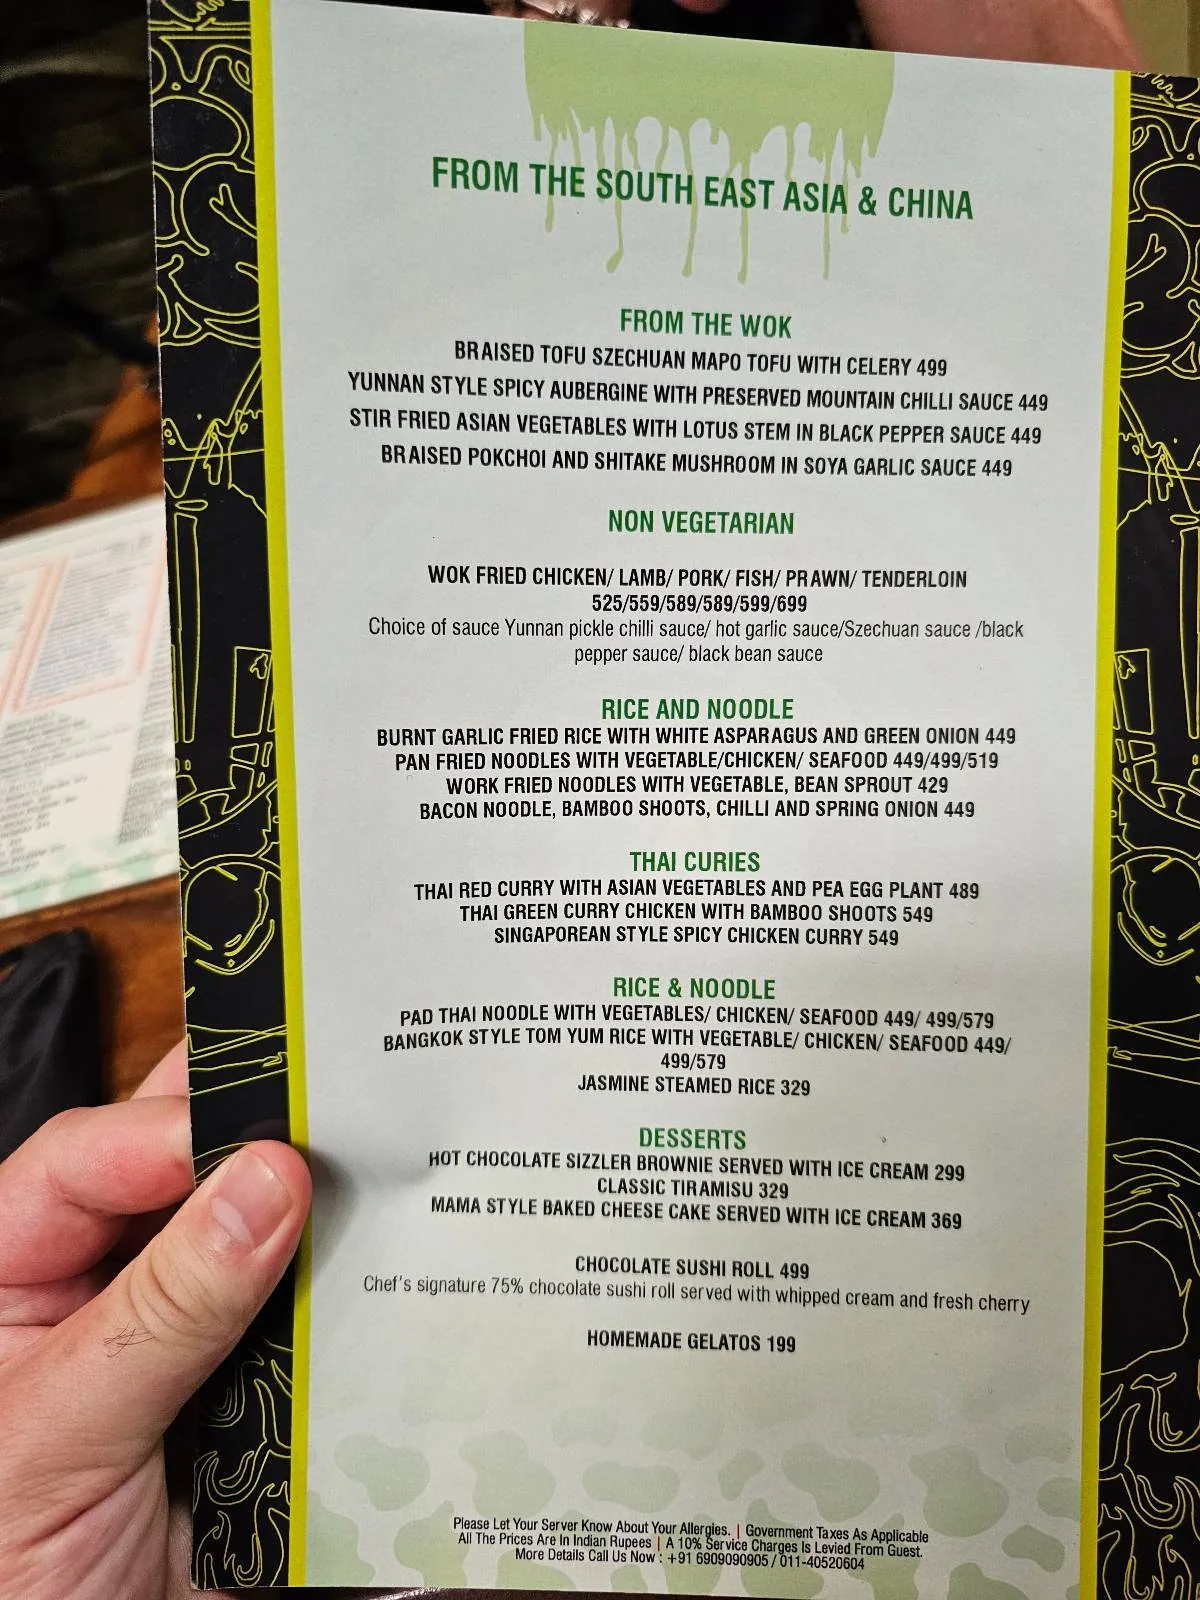 FROM THE SOUTH EAST ASIA & CHINA
FROM THE WOK
BRAISED TOFU SZECHUAN MAPO TOFU WITH CELERY 499
YUNNAN STYLE SPICY AUBERGINE WITH PRESERVED MOUNTAIN CHILLI SAUCE 449
STIR FRIED ASIAN VEGETABLES WITH LOTUS STEM IN BLACK PEPPER SAUCE 449
BRAISED POKCHOI AND SHITAKE MUSHROOM IN SOYA GARLIC SAUCE 449
NON VEGETARIAN
WOK FRIED CHICKEN/ LAMB/ PORK/ FISH/ PRAWN/ TENDERLOIN
525/559/589/589/599/699
Choice of sauce Yunnan pickle chilli sauce/ hot garlic sauce/Szechuan sauce /black
pepper sauce/ black bean sauce
RICE AND NOODLE
BURNT GARLIC FRIED RICE WITH WHITE ASPARAGUS AND GREEN ONION 449
PAN FRIED NOODLES WITH VEGETABLE/CHICKEN/ SEAFOOD 449/499/519
WORK FRIED NOODLES WITH VEGETABLE, BEAN SPROUT 429
BACON NOODLE, BAMBOO SHOOTS, CHILLI AND SPRING ONION 449
THAI CURIES
THAI RED CURRY WITH ASIAN VEGETABLES AND PEA EGG PLANT 489
THAI GREEN CURRY CHICKEN WITH BAMBOO SHOOTS 549
SINGAPOREAN STYLE SPICY CHICKEN CURRY 549
RICE & NOODLE
PAD THAI NOODLE WITH VEGETABLES/ CHICKEN/ SEAFOOD 449/ 499/579
BANGKOK STYLE TOM YUM RICE WITH VEGETABLE/ CHICKEN/ SEAFOOD 449/
499/579
JASMINE STEAMED RICE 329
DESSERTS
HOT CHOCOLATE SIZZLER BROWNIE SERVED WITH ICE CREAM 299
CLASSIC TIRAMISU 329
MAMA STYLE BAKED CHEESE CAKE SERVED WITH ICE CREAM 369
CHOCOLATE SUSHI ROLL 499
Chef's signature 75% chocolate sushi roll served with whipped cream and fresh cherry
HOMEMADE GELATOS 199
Please Let Your Server Know About Your Allergies. | Government Taxes As Applicable
All The Prices Are In Indian Rupees | A 10% Service Charges Is Levied From Guest.
More Details Call Us Now : +91 6909090905 / 011-40520604